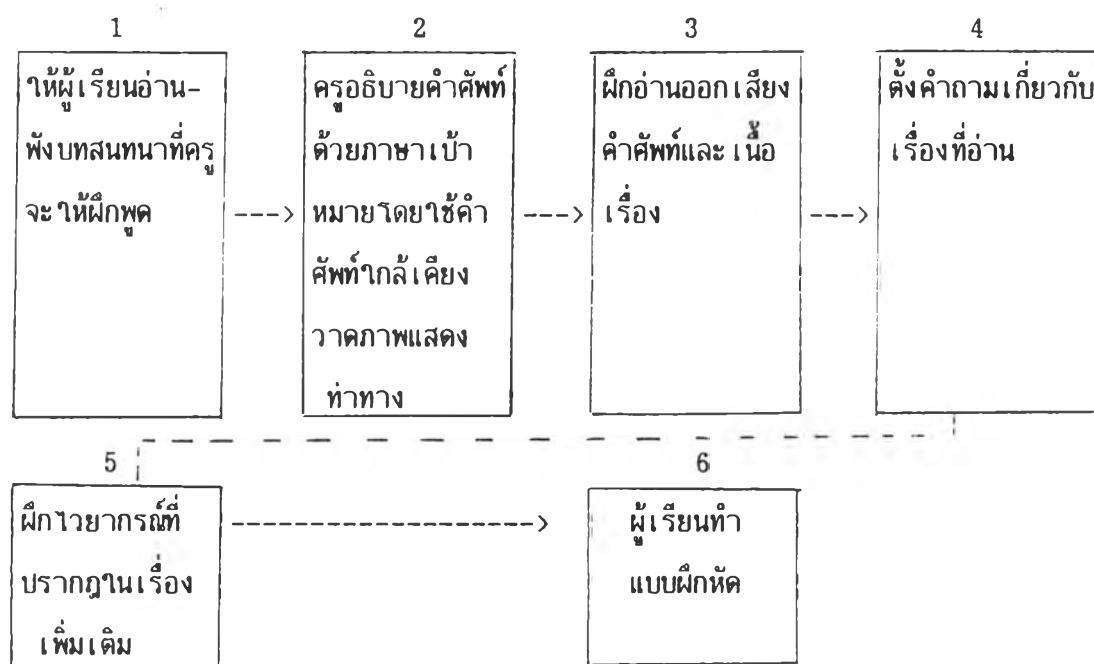 1
ให้ผู้เรียนอ่าน-
ฟังบทสนทนาที่ครู
จะให้ฝึกพูด
--->
2
ครูอธิบายคำศัพท์
ด้วยภาษาเป้า
หมายโดยใช้คำ
ศัพท์ใกล้เคียง
วาดภาพแสดง
ท่าทาง
--->
3
ฝึกอ่านออกเสียง
คำศัพท์และเนื้อ
เรื่อง
--->
4
ตั้งคำถามเกี่ยวกับ
เรื่องที่อ่าน
5
ฝึกไวยากรณ์ที่
ปรากฏในเรื่อง
เพิ่มเติม
------------------->
6
ผู้เรียนทำ
แบบฝึกหัด